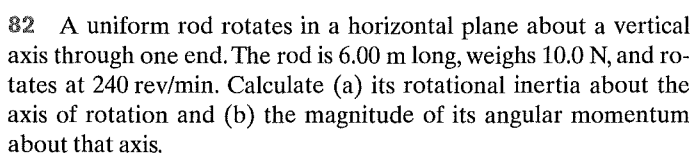 82 A uniform rod rotates in a horizontal plane about a vertical
axis through one end. The rod is 6.00 m long, weighs 10.0 N, and ro-
tates at 240 rev/min. Calculate (a) its rotational inertia about the
axis of rotation and (b) the magnitude of its angular momentum
about that axis.